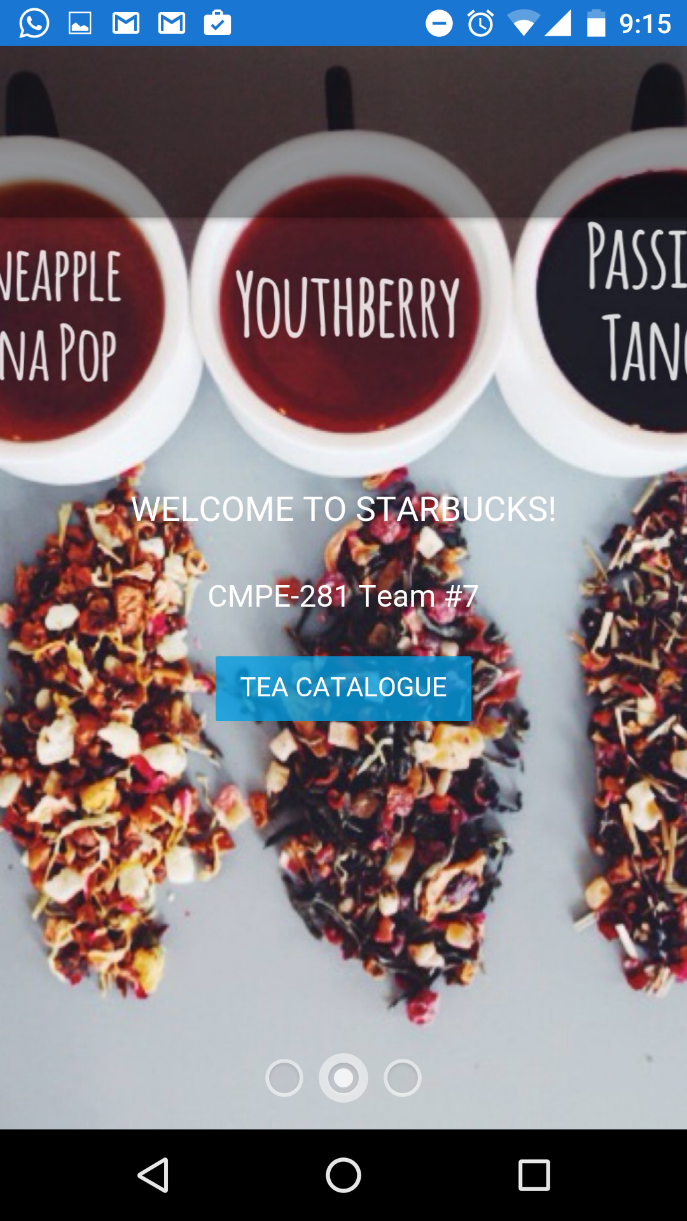 9:15
NEAPPLE
NA POP
YOUTHBERRY
PASSI
TAN
WELCOME TO STARBUCKS!
CMPE-281 Team #7
TEA CATALOGUE